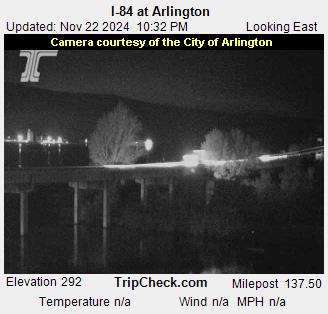 I-84 at Arlington
Updated: Nov 22 2024 10:32 PM Looking East
Camera courtesy of the City of Arlington
Elevation 292 TripCheck.com Milepost 137.50
Temperature n/a Wind n/a MPH n/a